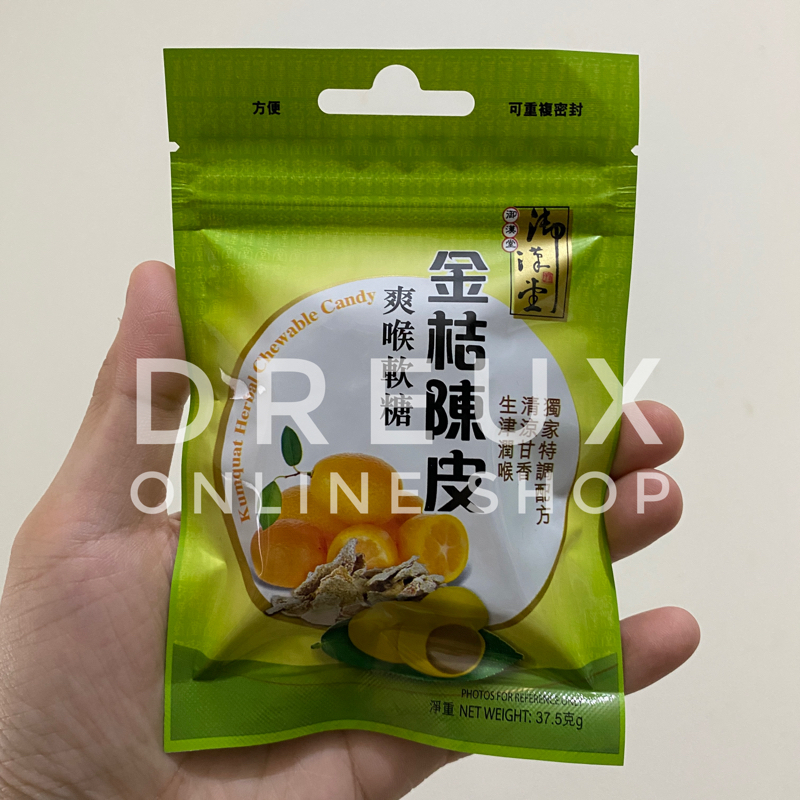 方便
可重複密封
御漢堂
御漢堂
金桔陳皮
爽喉軟糖
Kumquat Herbal Chewable Candy
獨家特調配方
清涼甘香
生津潤喉
DREUX
ONLINE SHOP
PHOTOS FOR REFERENCE ONLY
淨重 NET WEIGHT: 37.5克g